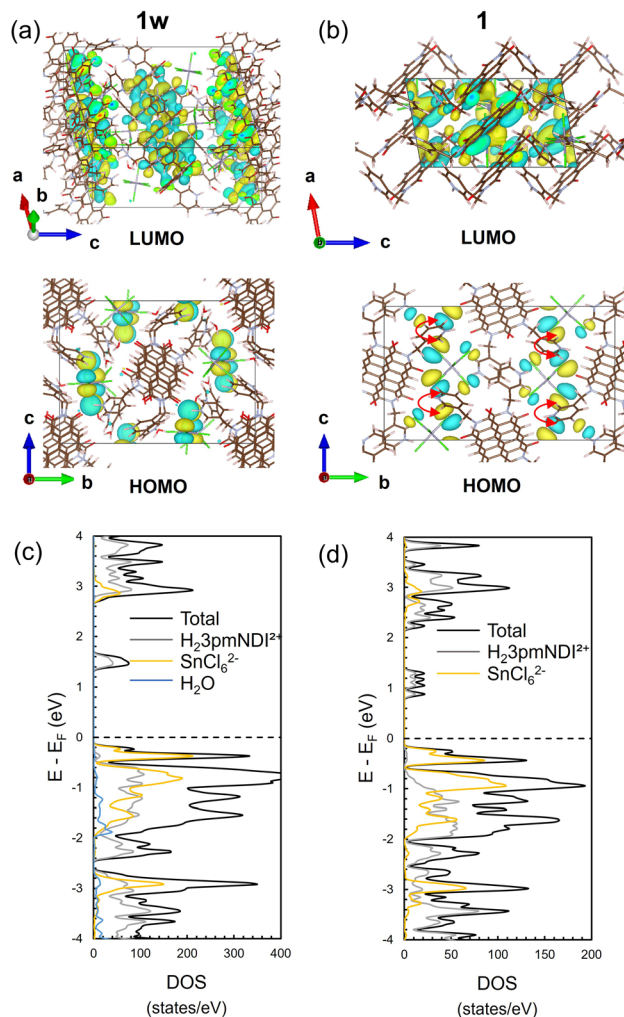 1w
1
(a)
(b)
a
b
c
LUMO
a
b
c
LUMO
c
a
b
HOMO
c
a
b
HOMO
(c)
(d)
4
3
2
1
0
-1
-2
-3
-4
E - E_F (eV)
Total
H₂3pmNDI²⁺
SnCl₆²⁻
H₂O
0 100 200 300 400
DOS
(states/eV)
4
3
2
1
0
-1
-2
-3
-4
E - E_F (eV)
Total
H₂3pmNDI²⁺
SnCl₆²⁻
0 50 100 150 200
DOS
(states/eV)